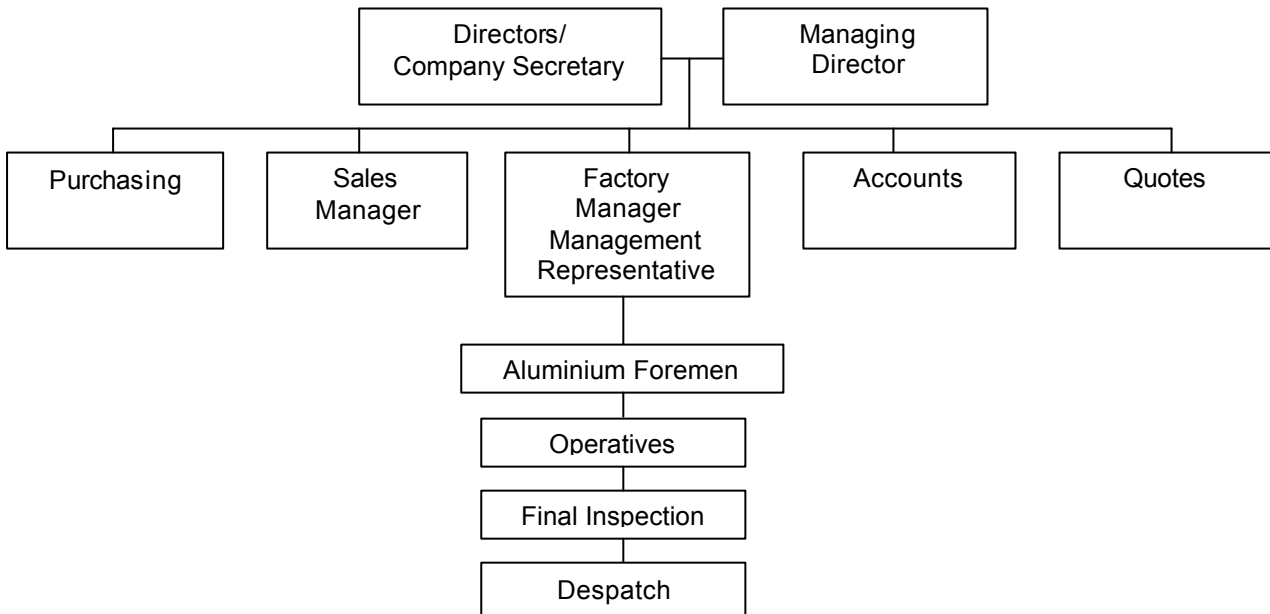 Directors/
Company Secretary
Managing
Director
Purchasing
Sales
Manager
Factory
Manager
Management
Representative
Accounts
Quotes
Aluminium Foremen
Operatives
Final Inspection
Despatch